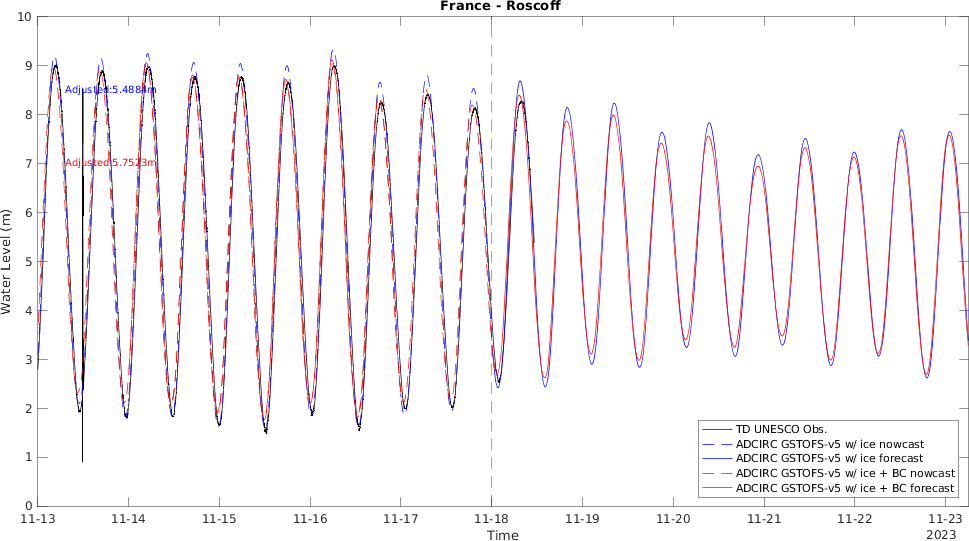 France - Roscoff
10
9
8
7
6
5
4
3
2
1
0
Water Level (m)
Adjusted:5.4884m
Adjusted:5.7523m
TD UNESCO Obs.
ADCIRC GSTOFS-v5 w/ ice nowcast
ADCIRC GSTOFS-v5 w/ ice forecast
ADCIRC GSTOFS-v5 w/ ice + BC nowcast
ADCIRC GSTOFS-v5 w/ ice + BC forecast
11-13 11-14 11-15 11-16 11-17 11-18 11-19 11-20 11-21 11-22 11-23
Time
2023